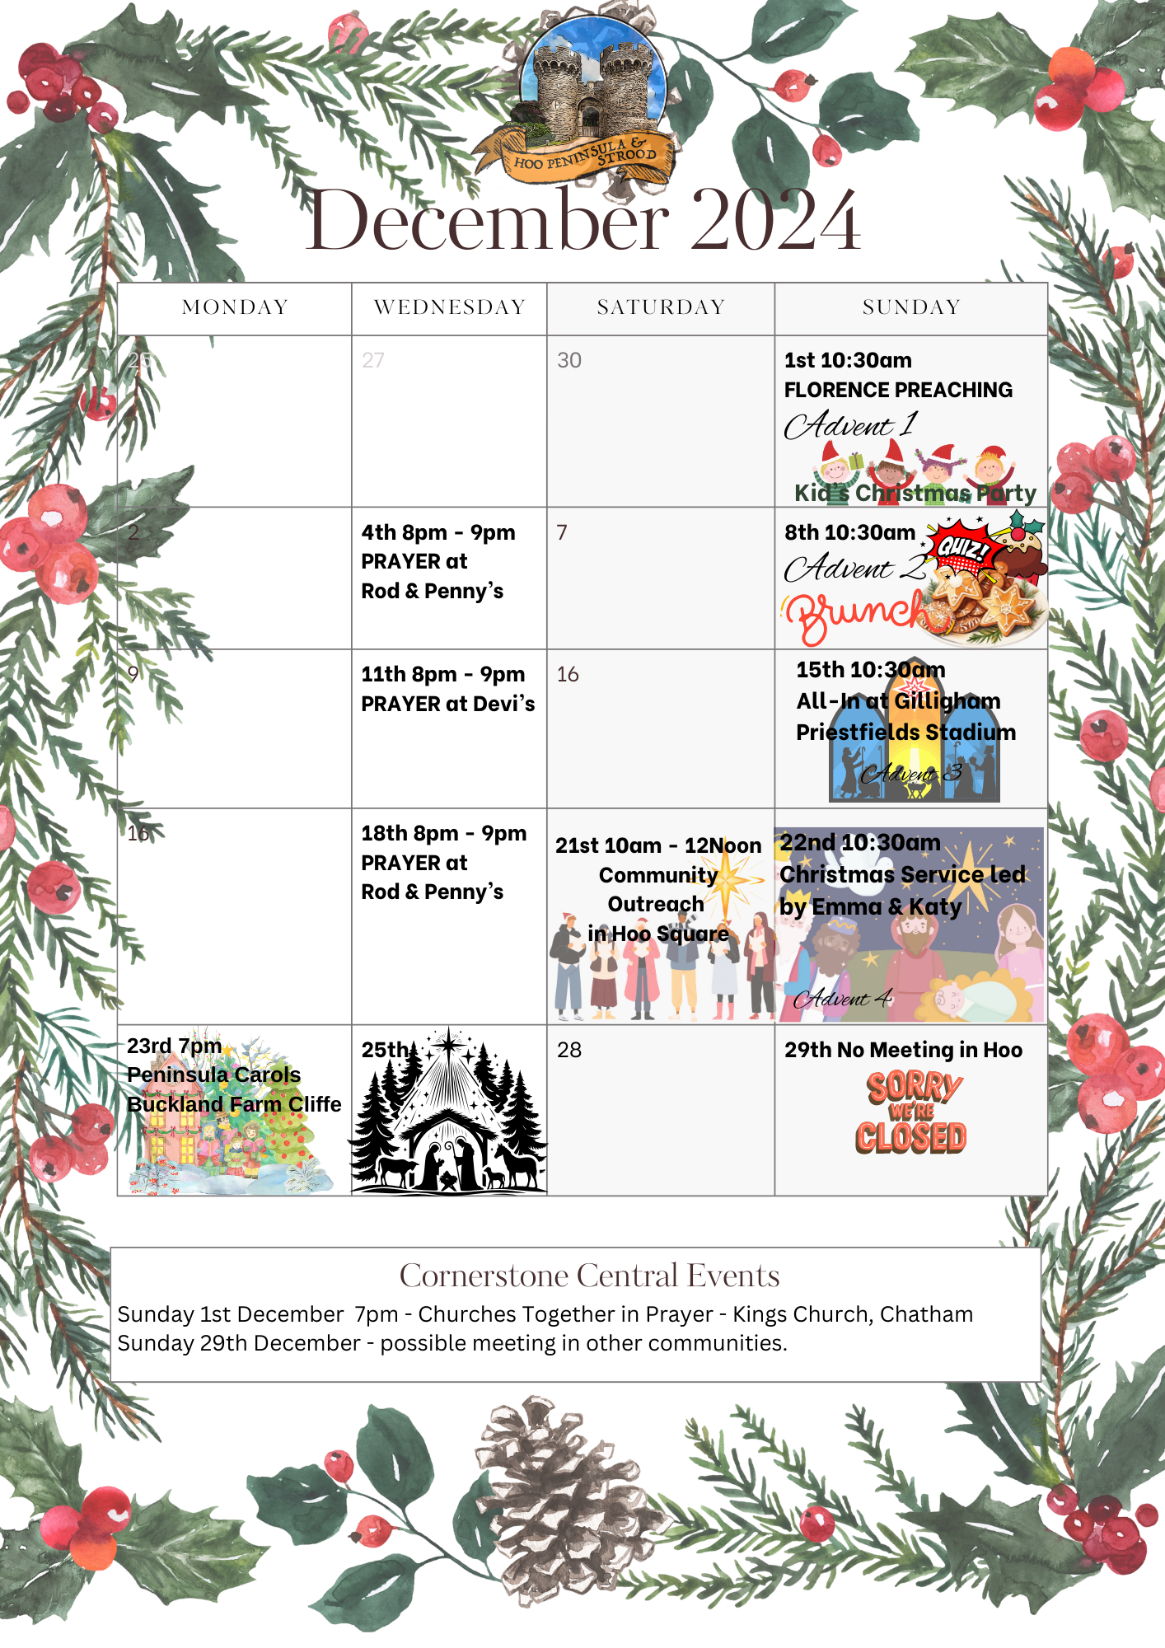 HOO PENINSULA &
STROOD
December 2024
MONDAY
WEDNESDAY
SATURDAY
SUNDAY
25
27
30
1st 10:30am
FLORENCE PREACHING
Advent 1
Kid's Christmas Party
2
4th 8pm - 9pm
PRAYER at
Rod & Penny's
7
8th 10:30am
Advent 2
QUIZ!
Brunch
9
11th 8pm - 9pm
PRAYER at Devi's
16
15th 10:30am
All-In at Gilligham
Priestfields Stadium
Advent 3
16
18th 8pm - 9pm
PRAYER at
Rod & Penny's
21st 10am - 12Noon
Community
Outreach
in Hoo Square
22nd 10:30am
Christmas Service led
by Emma & Katy
Advent 4
23rd 7pm
Peninsula Carols
Buckland Farm Cliffe
25th
28
29th No Meeting in Hoo
SORRY
WE'RE
CLOSED
Cornerstone Central Events
Sunday 1st December 7pm - Churches Together in Prayer - Kings Church, Chatham
Sunday 29th December - possible meeting in other communities.